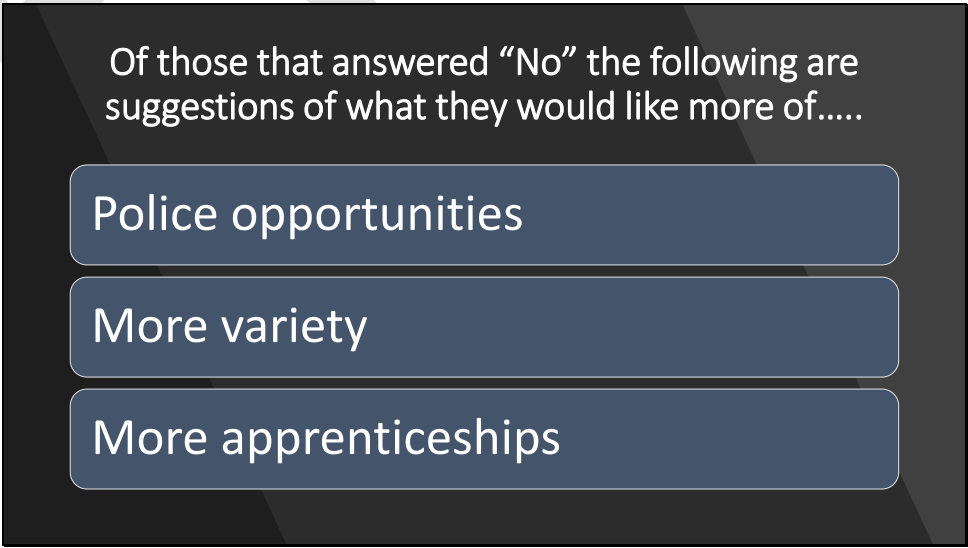 Of those that answered “No” the following are
suggestions of what they would like more of…..
Police opportunities
More variety
More apprenticeships